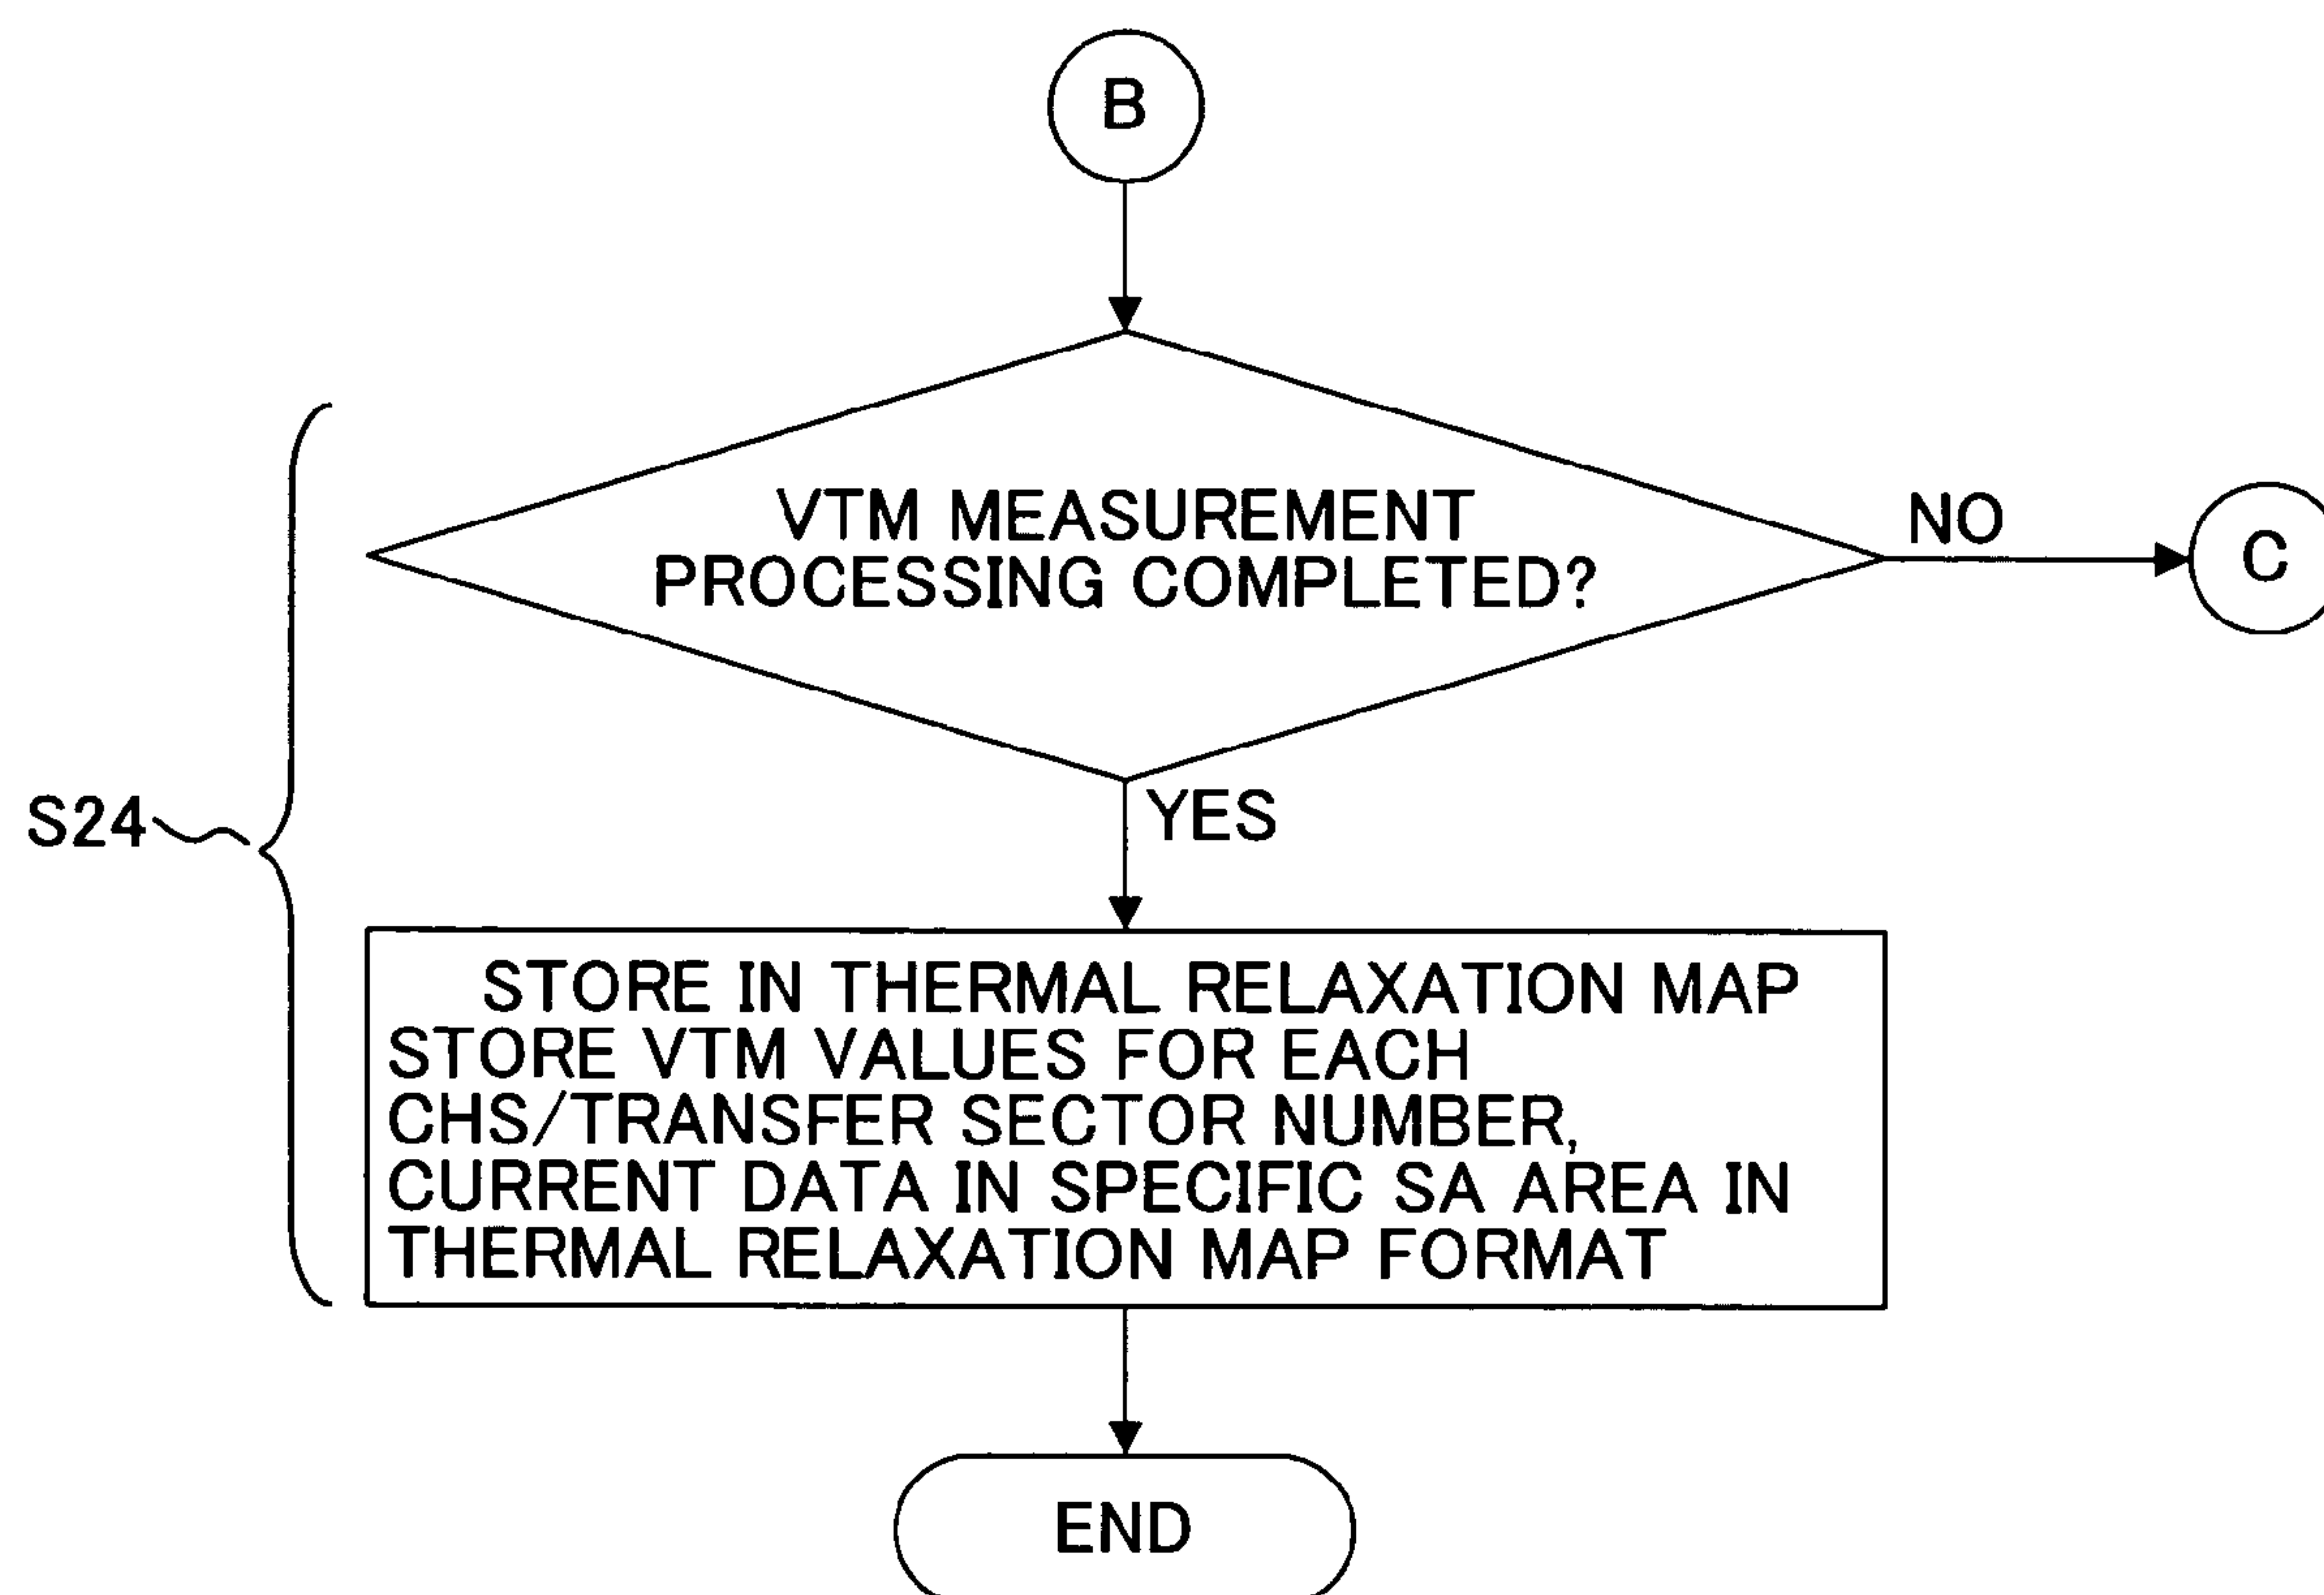 B
VTM MEASUREMENT
PROCESSING COMPLETED?
NO
C
YES
S24
STORE IN THERMAL RELAXATION MAP
STORE VTM VALUES FOR EACH
CHS/TRANSFER SECTOR NUMBER,
CURRENT DATA IN SPECIFIC SA AREA IN
THERMAL RELAXATION MAP FORMAT
END